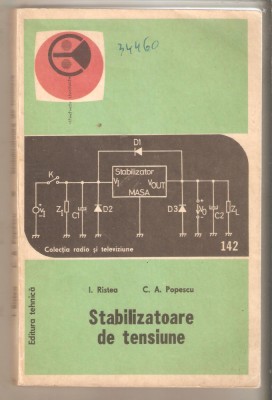 34460
D1
Stabilizator
VI
VOUT
MASA
K
C1
D2
D3
C2
ZL
Colecția radio și televiziune
142
I. Ristea C. A. Popescu
Stabilizatoare
de tensiune
Editura tehnică